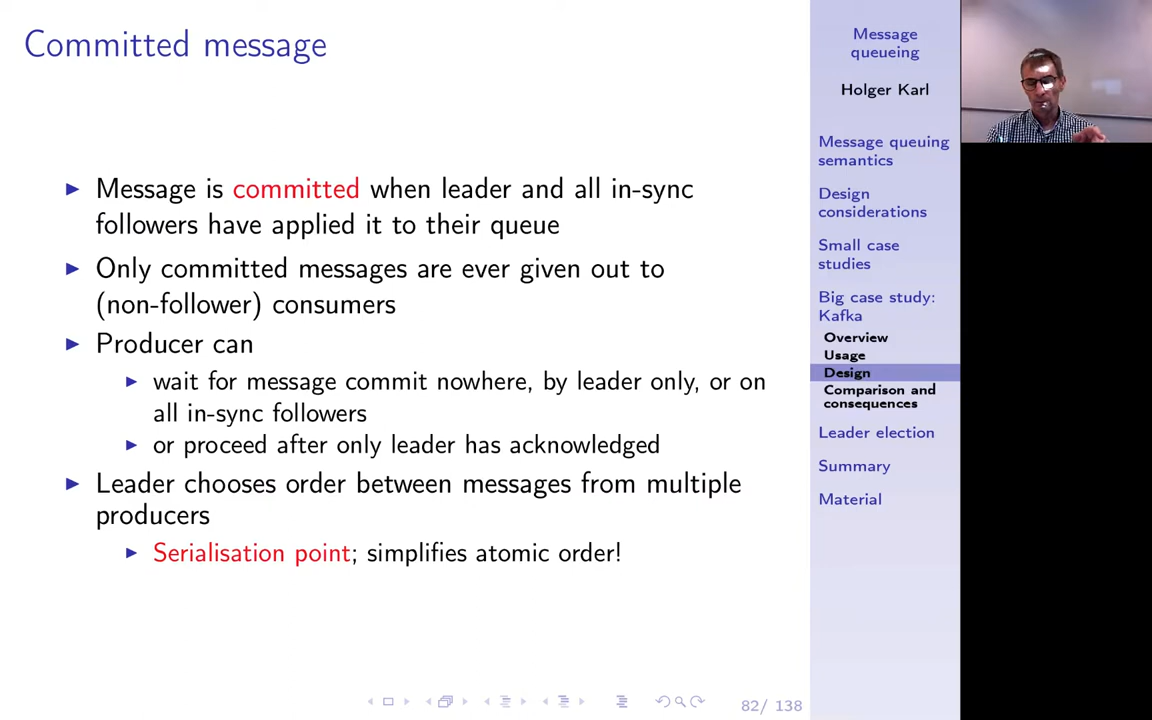 Committed message
Message is committed when leader and all in-sync
followers have applied it to their queue
Only committed messages are ever given out to
(non-follower) consumers
Producer can
wait for message commit nowhere, by leader only, or on
all in-sync followers
or proceed after only leader has acknowledged
Leader chooses order between messages from multiple
producers
Serialisation point; simplifies atomic order!
82/ 138
Message
queueing
Holger Karl
Message queuing
semantics
Design
considerations
Small case
studies
Big case study:
Kafka
Overview
Usage
Design
Comparison and
consequences
Leader election
Summary
Material